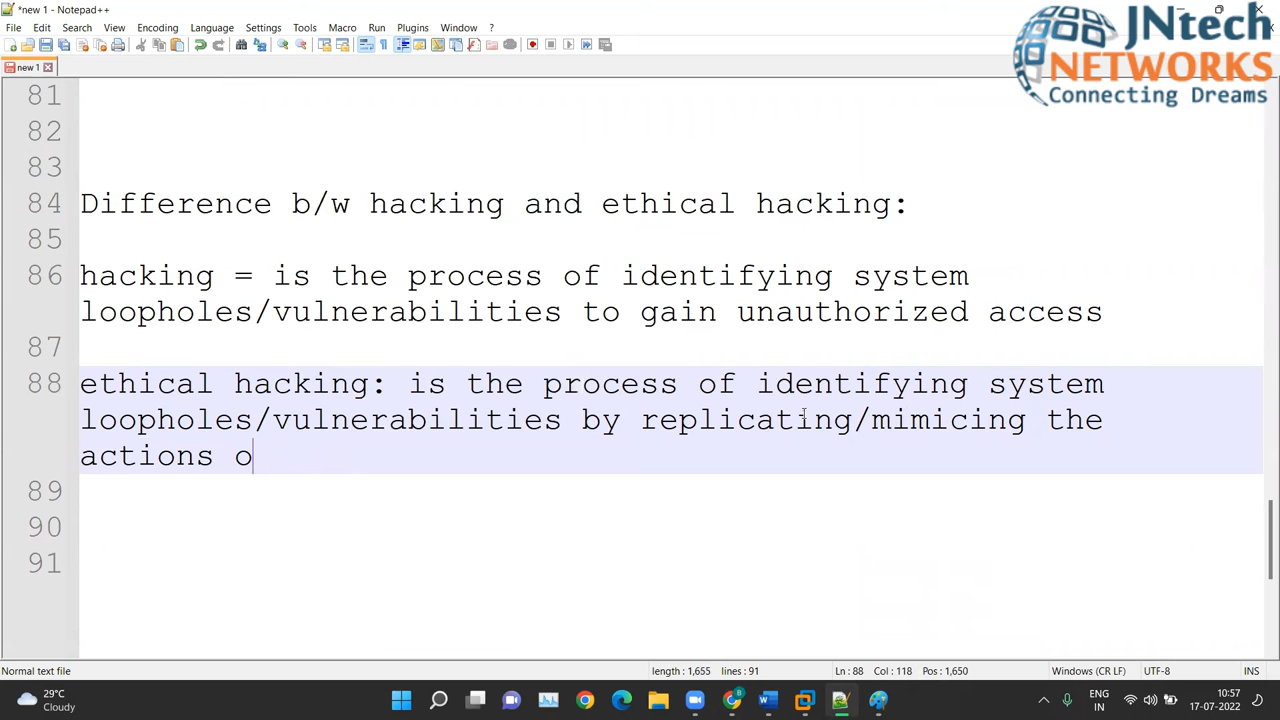 *new 1 - Notepad++
File Edit Search View Encoding Language Settings Tools Macro Run Plugins Window ?
new 1
JNtech
NETWORKS
Connecting Dreams
81
82
83
84 Difference b/w hacking and ethical hacking:
85
86 hacking = is the process of identifying system
loopholes/vulnerabilities to gain unauthorized access
87
88 ethical hacking: is the process of identifying system
loopholes/vulnerabilities by replicating/mimicing the
actions o
89
90
91
Normal text file length : 1,655 lines : 91 Ln : 88 Col : 118 Pos : 1,650 Windows (CR LF) UTF-8 INS
29°C
Cloudy
ENG
IN
10:57
17-07-2022